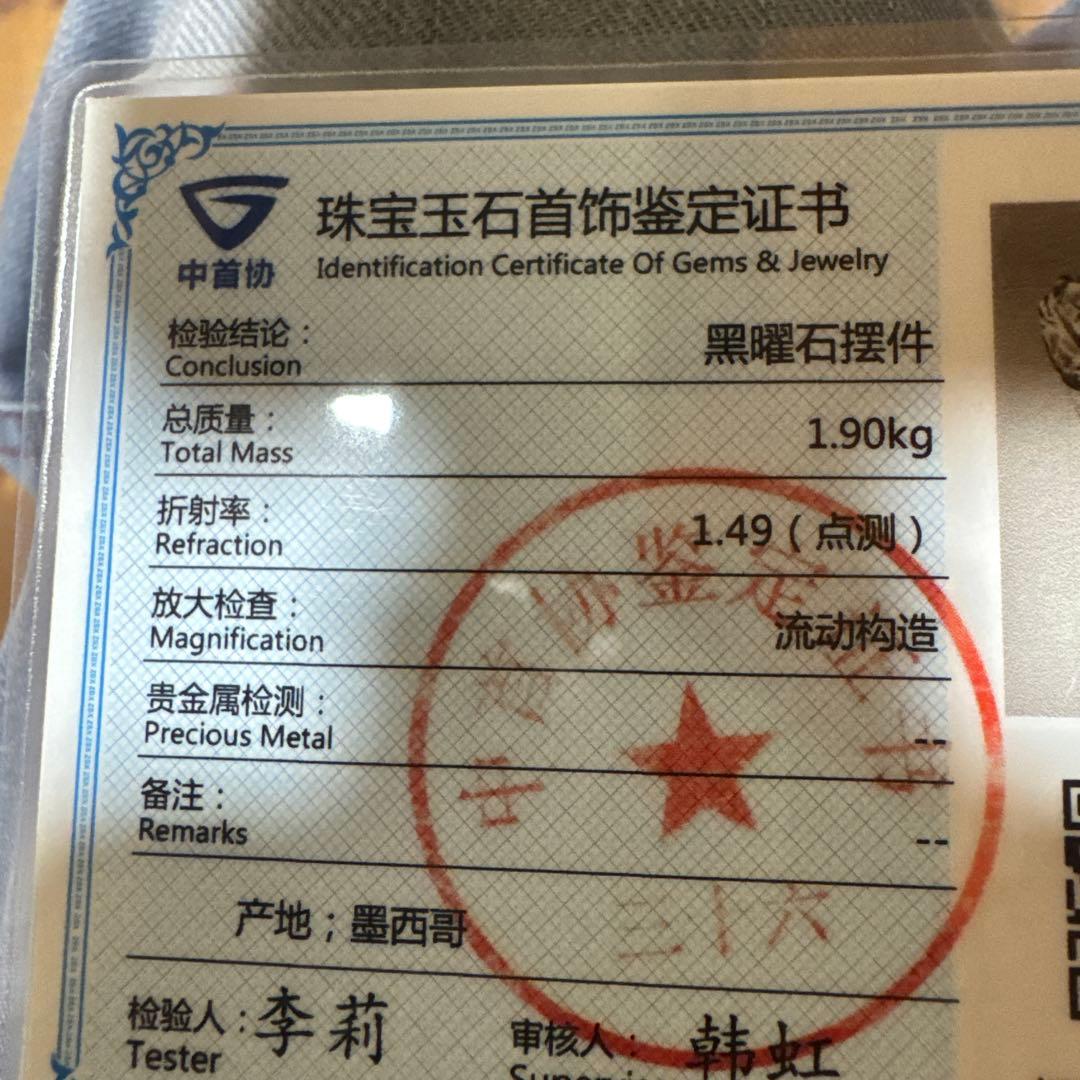 珠宝玉石首饰鉴定证书
Identification Certificate Of Gems & Jewelry
中首协
检验结论：
黑曜石摆件
Conclusion
总质量：
1.90kg
Total Mass
折射率：
1.49（点测）
Refraction
放大检查：
流动构造
Magnification
贵金属检测：
--
Precious Metal
备注：
--
Remarks
产地；墨西哥
检验人：李莉
Tester
审核人：韩虹
三十六